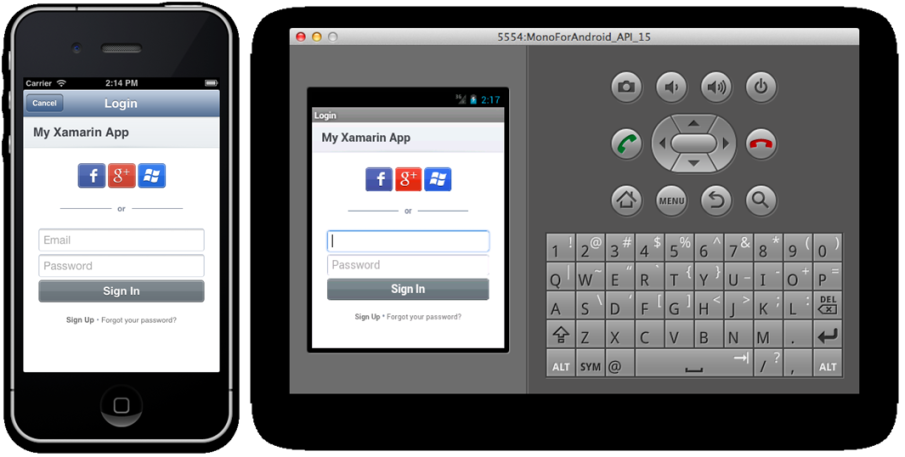 Carrier 2:14 PM
Cancel Login
My Xamarin App
f g+
or
Email
Password
Sign In
Sign Up • Forgot your password?
5554:MonoForAndroid_API_15
3G 2:17
Login
My Xamarin App
f g+
or
Password
Sign In
Sign Up • Forgot your password?
MENU
1 ! 2 @ 3 # 4 $ 5 % 6 ^ 7 & 8 * 9 ( 0 )
Q | W ~ E " R ` T { Y } U _ I - O + P =
A S \ D ' F [ G ] H < J > K ; L : DEL
Z X C V B N M .
ALT SYM @ / ? , ALT